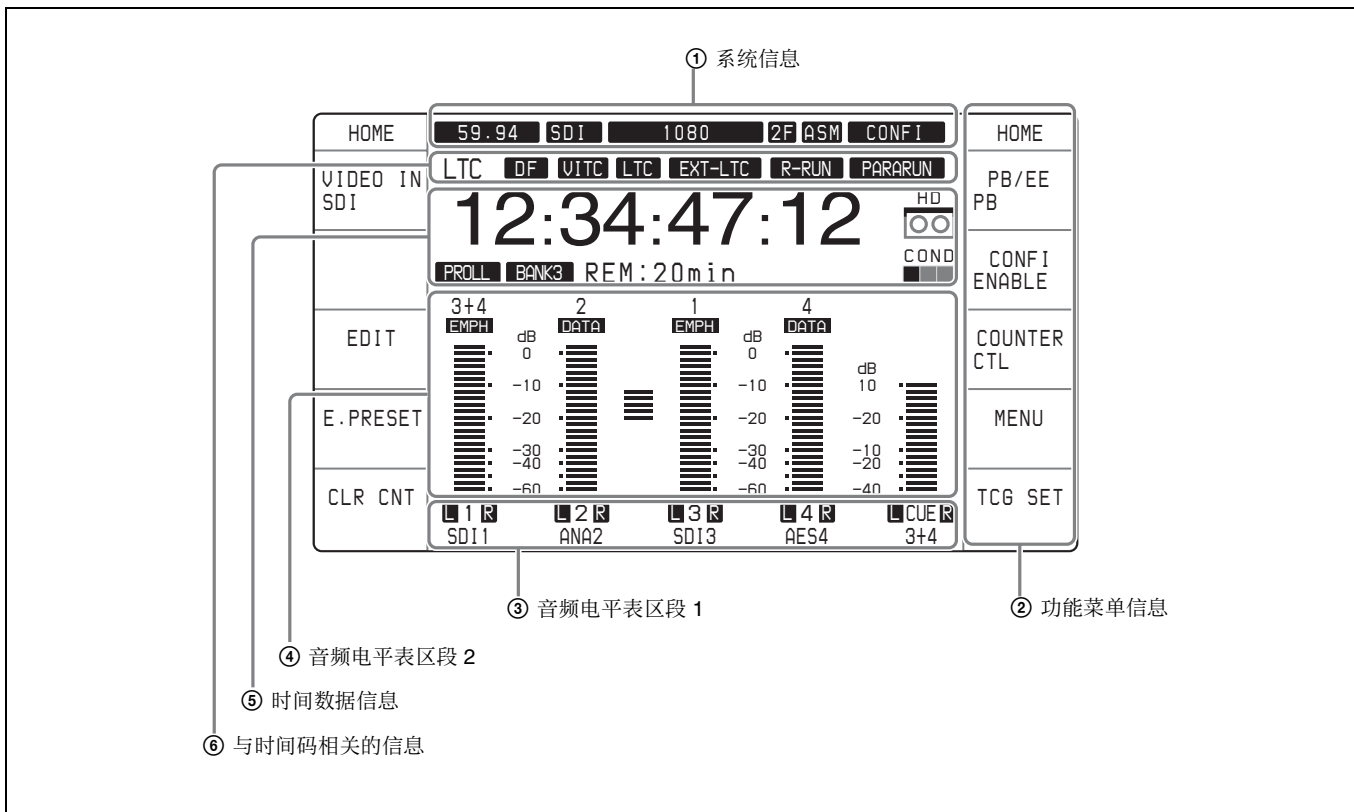 ① 系统信息
HOME
VIDEO IN
SDI
EDIT
E.PRESET
CLR CNT
59.94 SDI 1080 2F ASM CONFI
LTC DF VITC LTC EXT-LTC R-RUN PARARUN
12:34:47:12
HD
COND
PROLL BANK3 REM:20min
3+4 2 1 4
EMPH DATA EMPH DATA
dB dB
0 0
dB
-10 -10 10
-20 -20 -20
-30 -30 -10
-40 -40 -20
-60 -60 -40
L 1 R L 2 R L 3 R L 4 R L CUE R
SDI1 ANA2 SDI3 AES4 3+4
HOME
PB/EE
PB
CONFI
ENABLE
COUNTER
CTL
MENU
TCG SET
③ 音频电平表区段 1
② 功能菜单信息
④ 音频电平表区段 2
⑤ 时间数据信息
⑥ 与时间码相关的信息